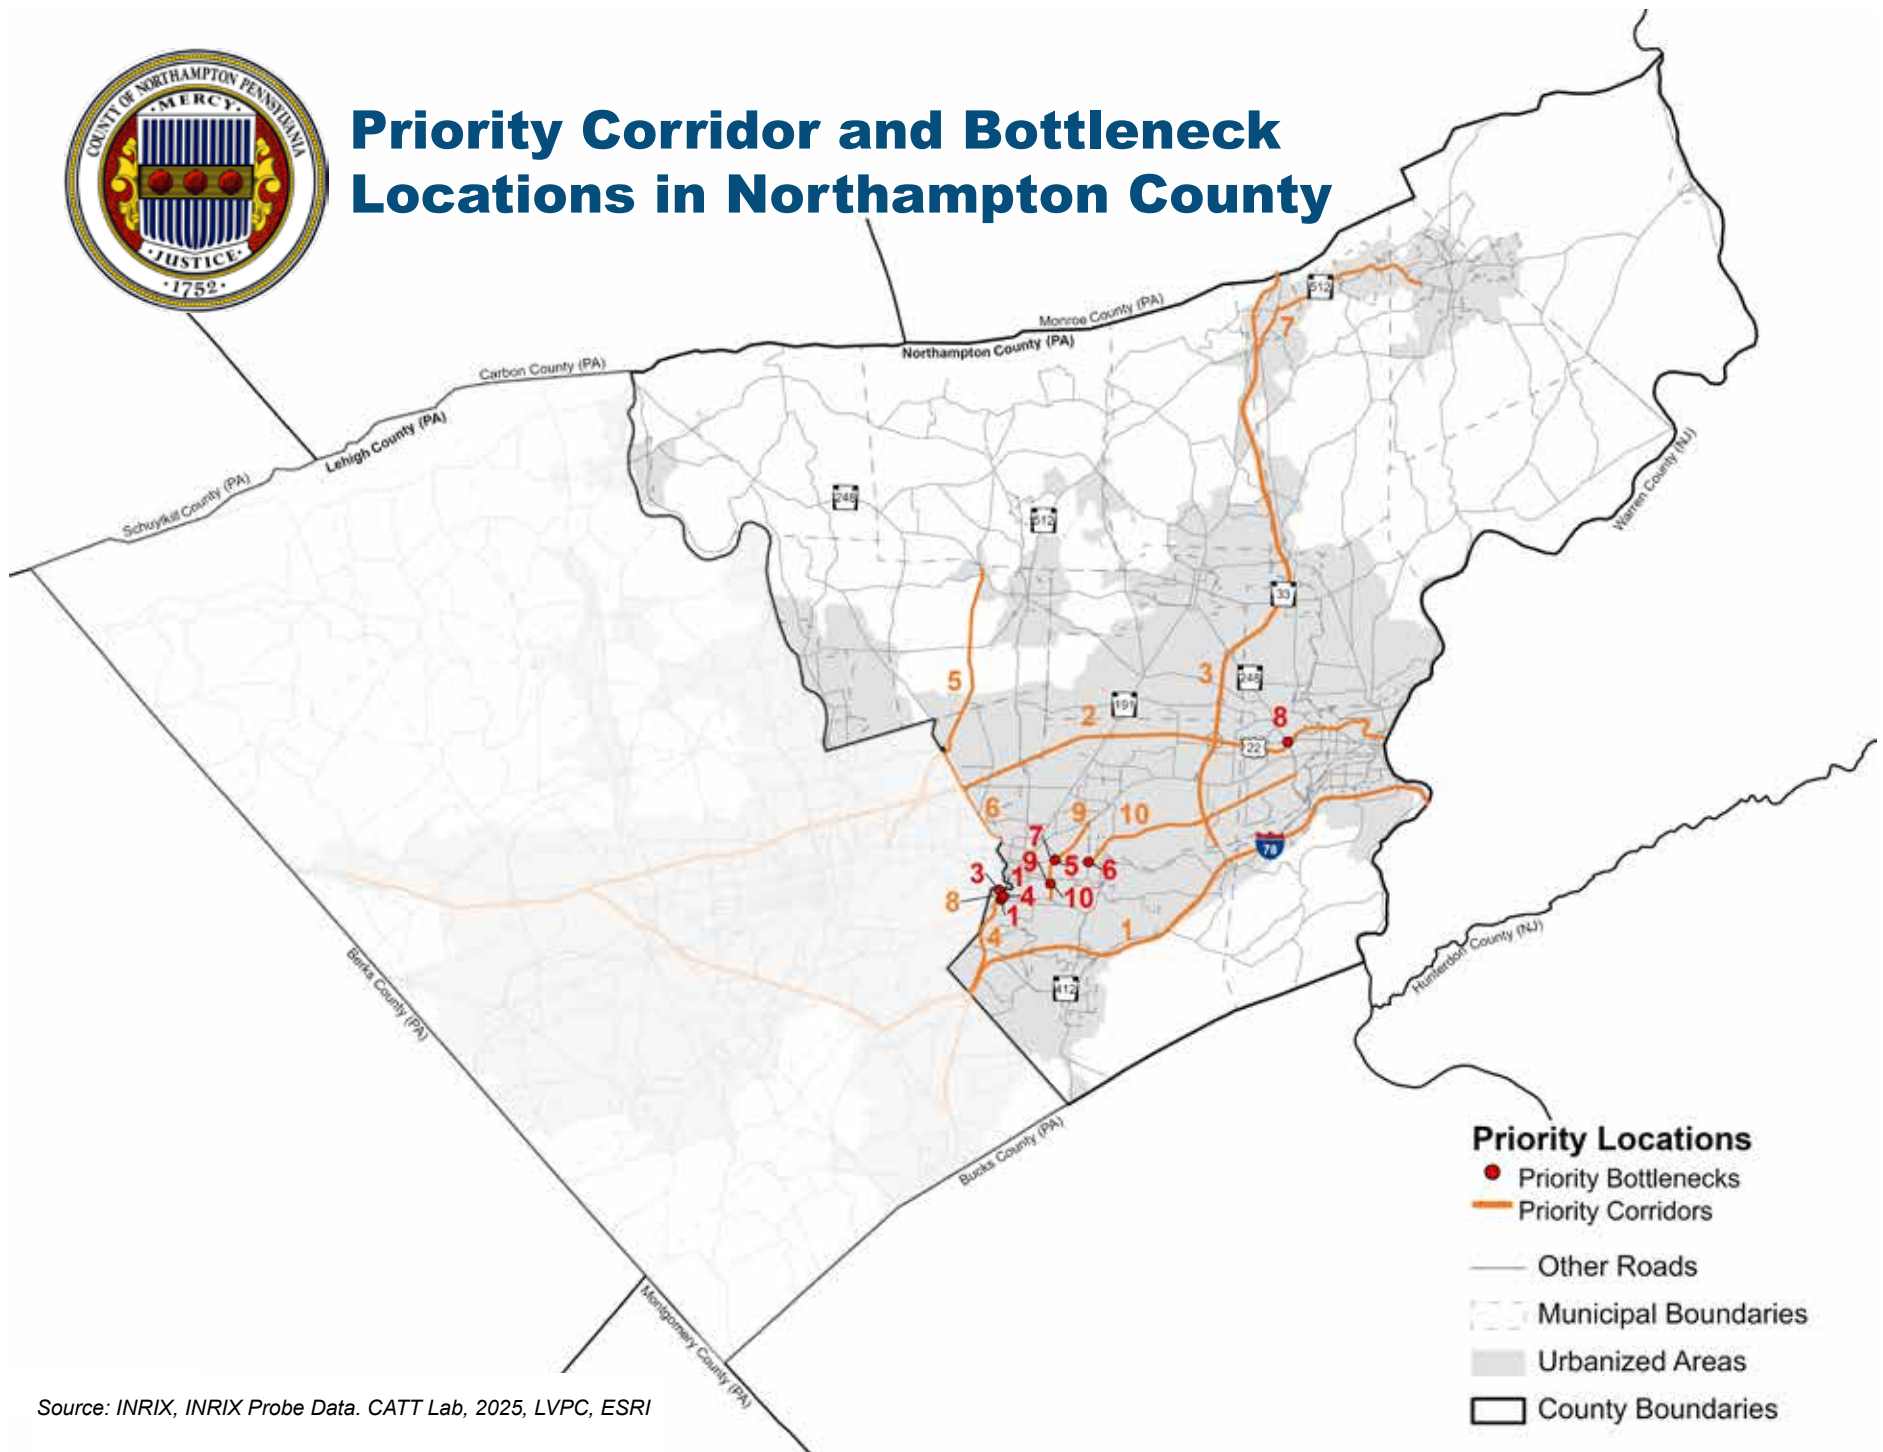 COUNTY OF NORTHAMPTON PENNSYLVANIA
·MERCY·
·JUSTICE·
·1752·
Priority Corridor and Bottleneck
Locations in Northampton County
Monroe County (PA)
Northampton County (PA)
Carbon County (PA)
Lehigh County (PA)
Schuylkill County (PA)
Warren County (NJ)
Hunterdon County (NJ)
Berks County (PA)
Bucks County (PA)
Montgomery County (PA)
512
7
248
512
33
5
3
248
191
2
8
22
6
9
10
7
78
9
5
6
3
1
4
10
8
1
4
1
412
Priority Locations
Priority Bottlenecks
Priority Corridors
Other Roads
Municipal Boundaries
Urbanized Areas
County Boundaries
Source: INRIX, INRIX Probe Data. CATT Lab, 2025, LVPC, ESRI